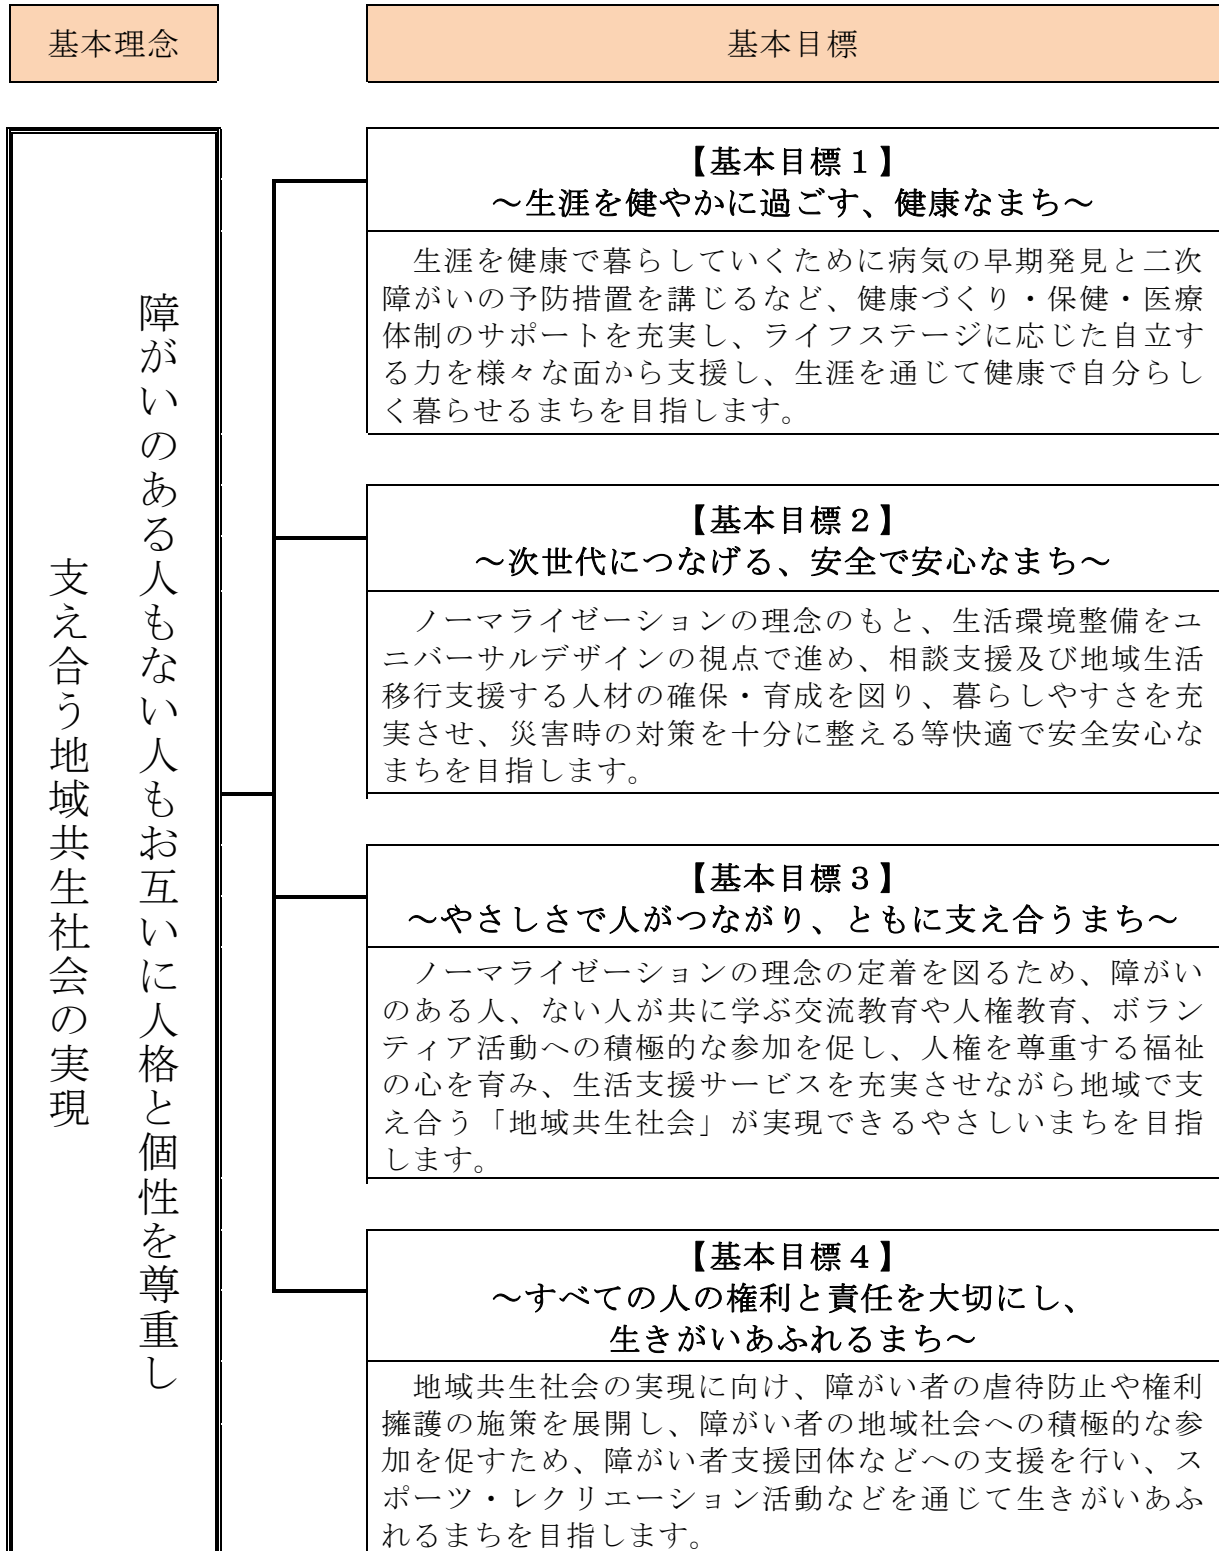 基本理念
基本目標
障がいのある人もない人もお互いに人格と個性を尊重し
支え合う地域共生社会の実現
【基本目標１】
～生涯を健やかに過ごす、健康なまち～
生涯を健康で暮らしていくために病気の早期発見と二次
障がいの予防措置を講じるなど、健康づくり・保健・医療
体制のサポートを充実し、ライフステージに応じた自立す
る力を様々な面から支援し、生涯を通じて健康で自分らし
く暮らせるまちを目指します。
【基本目標２】
～次世代につなげる、安全で安心なまち～
ノーマライゼーションの理念のもと、生活環境整備をユ
ニバーサルデザインの視点で進め、相談支援及び地域生活
移行支援する人材の確保・育成を図り、暮らしやすさを充
実させ、災害時の対策を十分に整える等快適で安全安心な
まちを目指します。
【基本目標３】
～やさしさで人がつながり、ともに支え合うまち～
ノーマライゼーションの理念の定着を図るため、障がい
のある人、ない人が共に学ぶ交流教育や人権教育、ボラン
ティア活動への積極的な参加を促し、人権を尊重する福祉
の心を育み、生活支援サービスを充実させながら地域で支
え合う「地域共生社会」が実現できるやさしいまちを目指
します。
【基本目標４】
～すべての人の権利と責任を大切にし、
生きがいあふれるまち～
地域共生社会の実現に向け、障がい者の虐待防止や権利
擁護の施策を展開し、障がい者の地域社会への積極的な参
加を促すため、障がい者支援団体などへの支援を行い、ス
ポーツ・レクリエーション活動などを通じて生きがいあふ
れるまちを目指します。